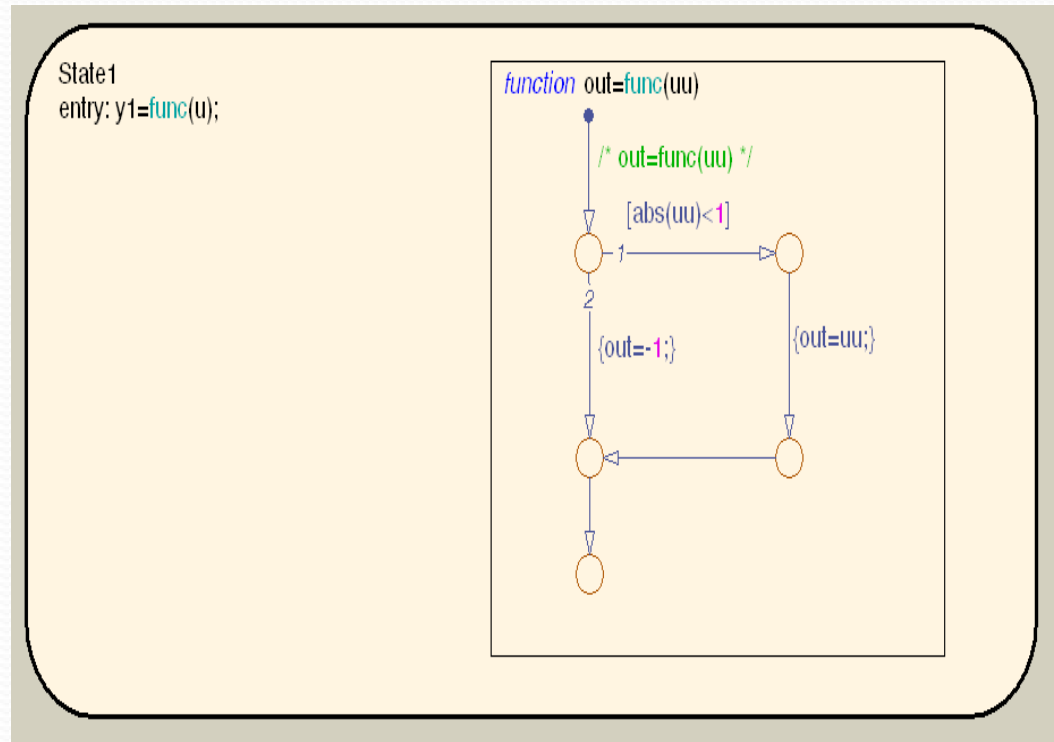 State1
entry: y1=func(u);
function out=func(uu)
/* out=func(uu) */
[abs(uu)<1]
1
2
{out=-1;}
{out=uu;}